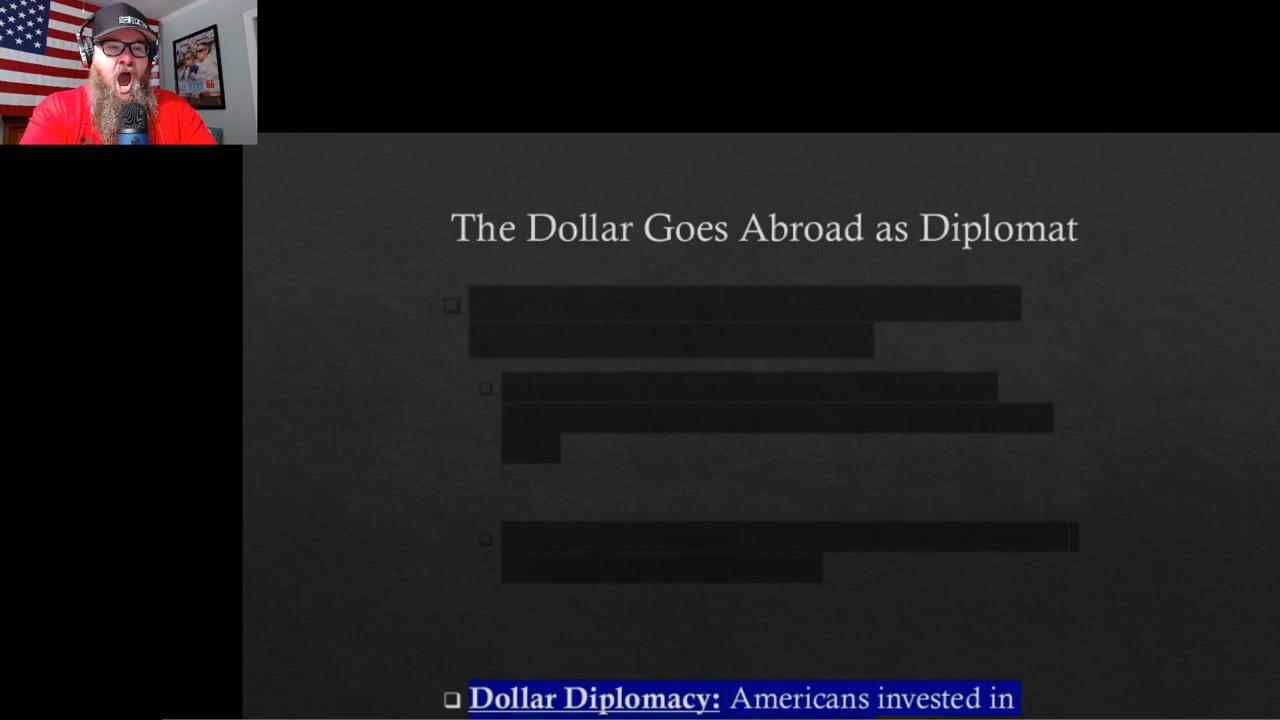 The Dollar Goes Abroad as Diplomat
Dollar Diplomacy: Americans invested in